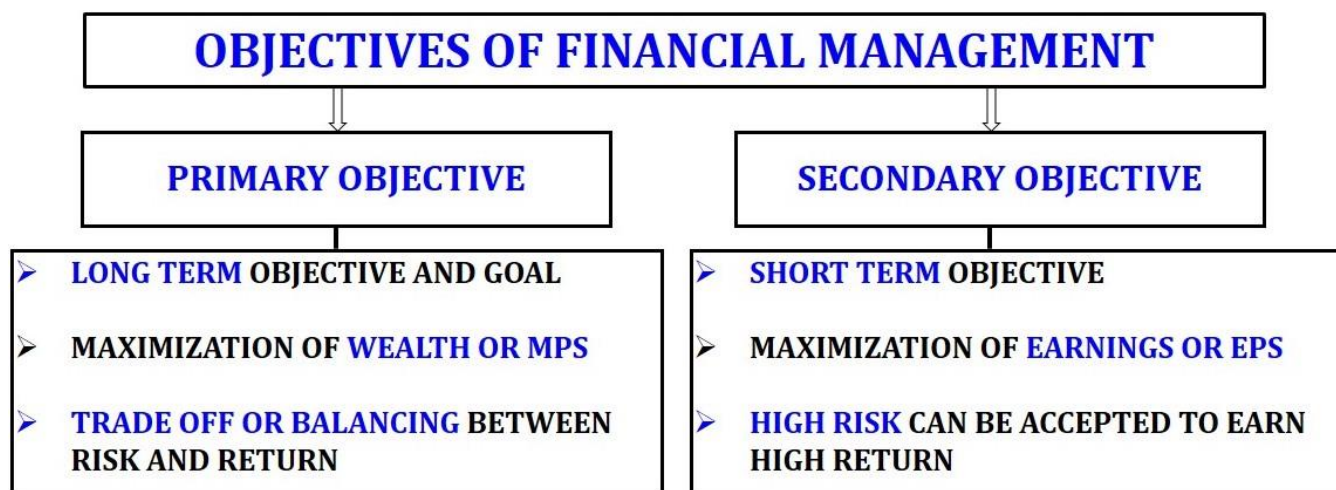 OBJECTIVES OF FINANCIAL MANAGEMENT
PRIMARY OBJECTIVE
LONG TERM OBJECTIVE AND GOAL
MAXIMIZATION OF WEALTH OR MPS
TRADE OFF OR BALANCING BETWEEN
RISK AND RETURN
SECONDARY OBJECTIVE
SHORT TERM OBJECTIVE
MAXIMIZATION OF EARNINGS OR EPS
HIGH RISK CAN BE ACCEPTED TO EARN
HIGH RETURN